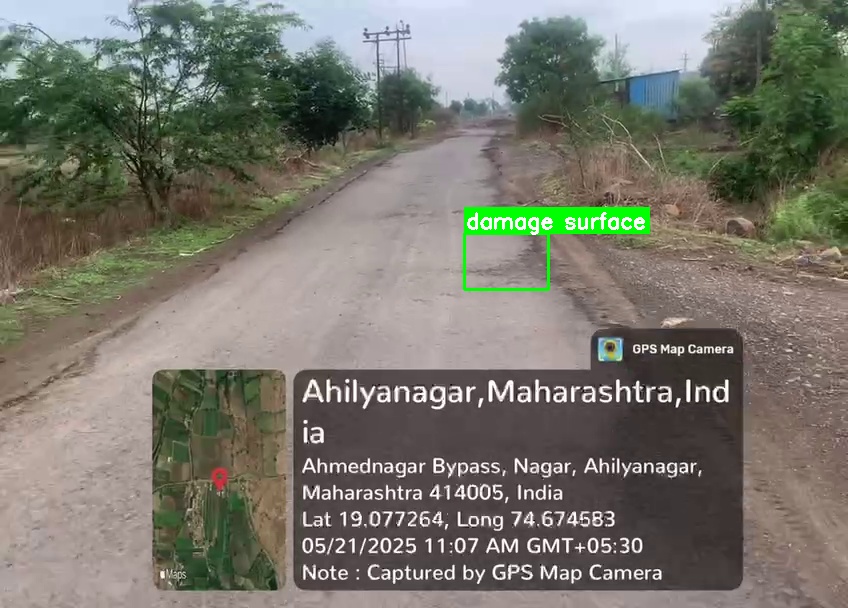 damage surface
GPS Map Camera
Ahilyanagar,Maharashtra,Ind
ia
Ahmednagar Bypass, Nagar, Ahilyanagar,
Maharashtra 414005, India
Lat 19.077264, Long 74.674583
05/21/2025 11:07 AM GMT+05:30
Note : Captured by GPS Map Camera
Maps